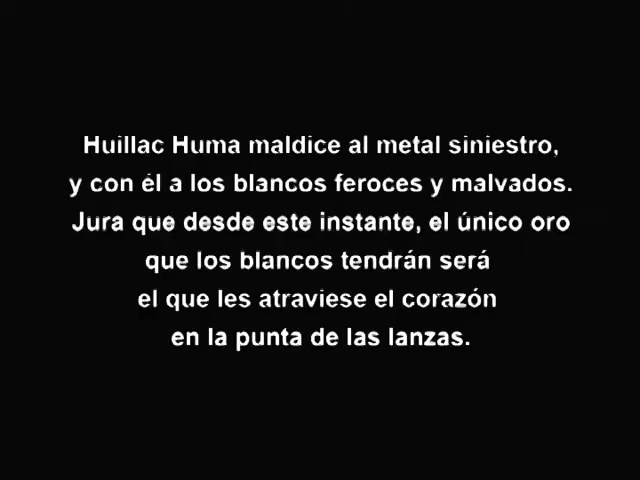 Huillac Huma maldice al metal siniestro,
y con él a los blancos feroces y malvados.
Jura que desde este instante, el único oro
que los blancos tendrán será
el que les atraviese el corazón
en la punta de las lanzas.